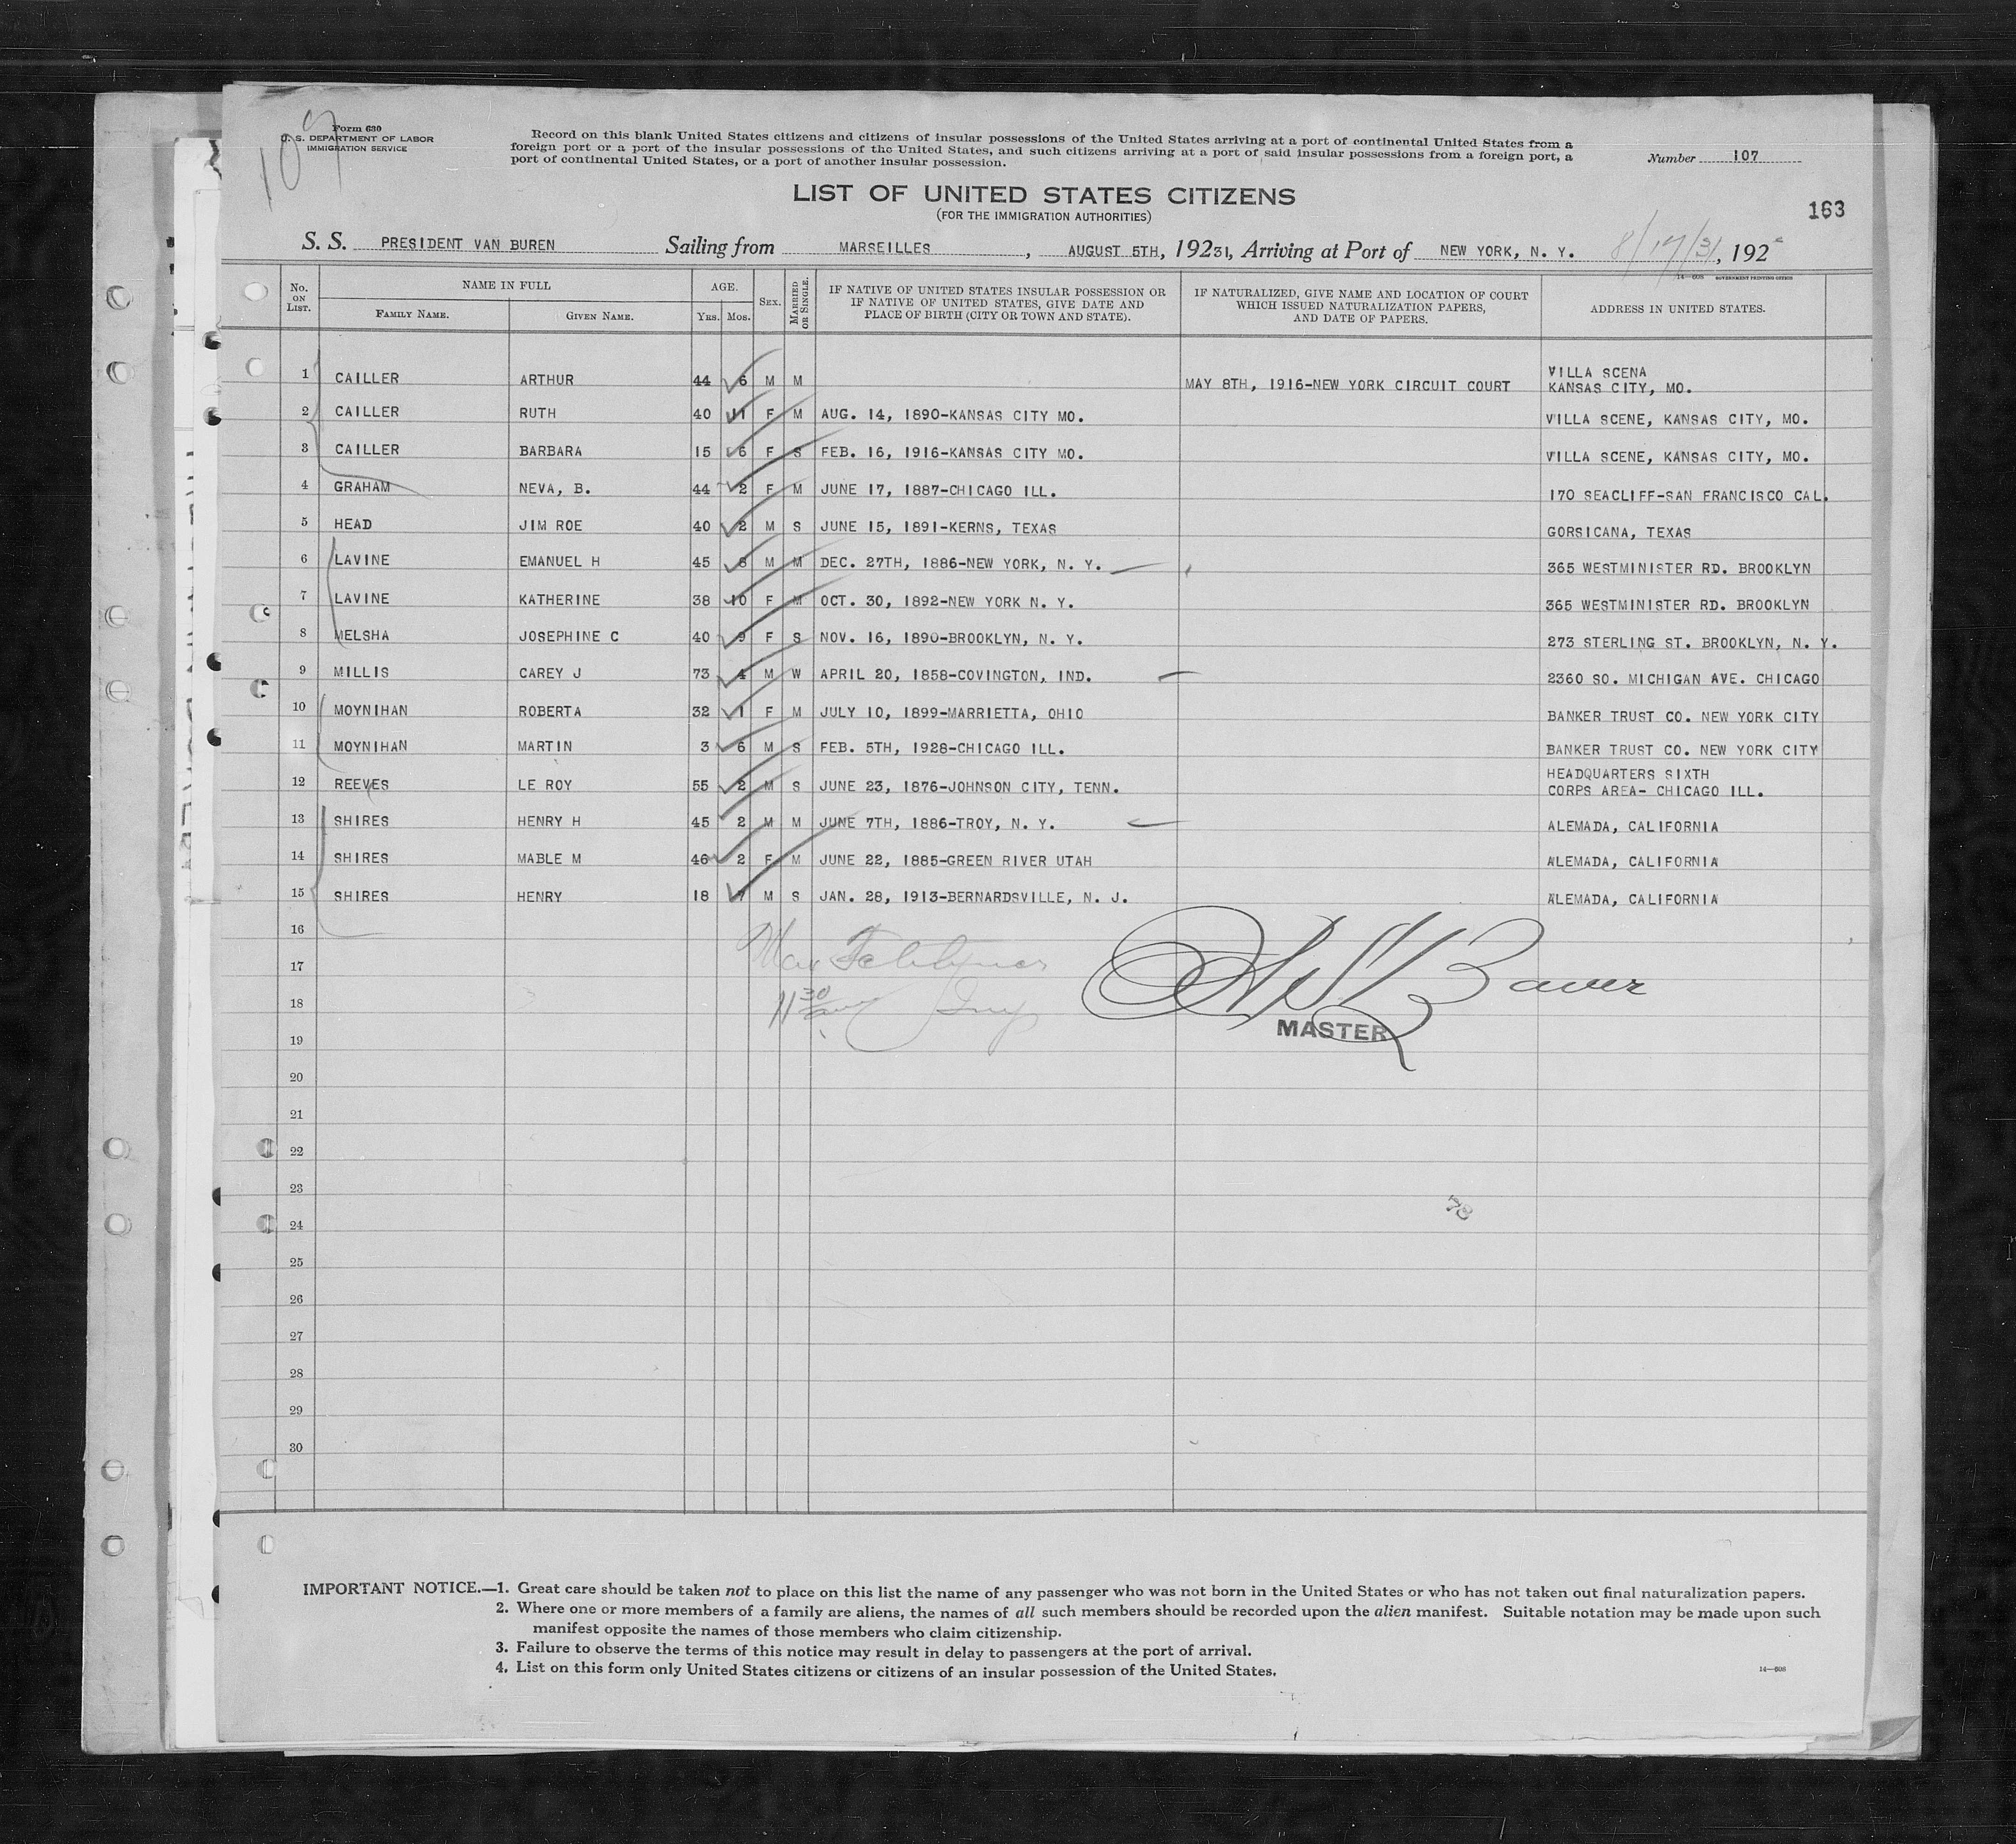 109
Form 630
U. S. DEPARTMENT OF LABOR
IMMIGRATION SERVICE
Record on this blank United States citizens and citizens of insular possessions of the United States arriving at a port of continental United States from a
foreign port or a port of the insular possessions of the United States, and such citizens arriving at a port of said insular possessions from a foreign port, a
port of continental United States, or a port of another insular possession.
Number 107
LIST OF UNITED STATES CITIZENS
(FOR THE IMMIGRATION AUTHORITIES)
163
S. S. PRESIDENT VAN BUREN Sailing from MARSEILLES, AUGUST 5TH, 19231, Arriving at Port of NEW YORK, N. Y. 8/17/31, 192
14-608 GOVERNMENT PRINTING OFFICE
No. ON LIST. NAME IN FULL AGE. SEX. MARRIED OR SINGLE. IF NATIVE OF UNITED STATES INSULAR POSSESSION OR IF NATIVE OF UNITED STATES, GIVE DATE AND PLACE OF BIRTH (CITY OR TOWN AND STATE). IF NATURALIZED, GIVE NAME AND LOCATION OF COURT WHICH ISSUED NATURALIZATION PAPERS, AND DATE OF PAPERS. ADDRESS IN UNITED STATES.
FAMILY NAME. GIVEN NAME. YRS. MOS.
1 CAILLER ARTHUR 44 6 M M MAY 8TH, 1916-NEW YORK CIRCUIT COURT VILLA SCENA
KANSAS CITY, MO.
2 CAILLER RUTH 40 11 F M AUG. 14, 1890-KANSAS CITY MO. VILLA SCENE, KANSAS CITY, MO.
3 CAILLER BARBARA 15 6 F S FEB. 16, 1916-KANSAS CITY MO. VILLA SCENE, KANSAS CITY, MO.
4 GRAHAM NEVA, B. 44 2 F M JUNE 17, 1887-CHICAGO ILL. 170 SEACLIFF-SAN FRANCISCO CAL.
5 HEAD JIM ROE 40 2 M S JUNE 15, 1891-KERNS, TEXAS GORSICANA, TEXAS
6 LAVINE EMANUEL H 45 8 M M DEC. 27TH, 1886-NEW YORK, N. Y. 365 WESTMINISTER RD. BROOKLYN
7 LAVINE KATHERINE 38 10 F M OCT. 30, 1892-NEW YORK N. Y. 365 WESTMINISTER RD. BROOKLYN
8 MELSHA JOSEPHINE C 40 9 F S NOV. 16, 1890-BROOKLYN, N. Y. 273 STERLING ST. BROOKLYN, N. Y.
9 MILLIS CAREY J 73 4 M W APRIL 20, 1858-COVINGTON, IND. 2360 SO. MICHIGAN AVE. CHICAGO
10 MOYNIHAN ROBERTA 32 1 F M JULY 10, 1899-MARRIETTA, OHIO BANKER TRUST CO. NEW YORK CITY
11 MOYNIHAN MARTIN 3 6 M S FEB. 5TH, 1928-CHICAGO ILL. BANKER TRUST CO. NEW YORK CITY
12 REEVES LE ROY 55 2 M S JUNE 23, 1876-JOHNSON CITY, TENN. HEADQUARTERS SIXTH
CORPS AREA- CHICAGO ILL.
13 SHIRES HENRY H 45 2 M M JUNE 7TH, 1886-TROY, N. Y. ALEMADA, CALIFORNIA
14 SHIRES MABLE M 46 2 F M JUNE 22, 1885-GREEN RIVER UTAH ALEMADA, CALIFORNIA
15 SHIRES HENRY 18 7 M S JAN. 28, 1913-BERNARDSVILLE, N. J. ALEMADA, CALIFORNIA
16
17 Max
18 11 30
MASTER
19
20
21
22
23
78
24
25
26
27
28
29
30
IMPORTANT NOTICE.—1. Great care should be taken not to place on this list the name of any passenger who was not born in the United States or who has not taken out final naturalization papers.
2. Where one or more members of a family are aliens, the names of all such members should be recorded upon the alien manifest. Suitable notation may be made upon such
manifest opposite the names of those members who claim citizenship.
3. Failure to observe the terms of this notice may result in delay to passengers at the port of arrival.
4. List on this form only United States citizens or citizens of an insular possession of the United States.
14-608